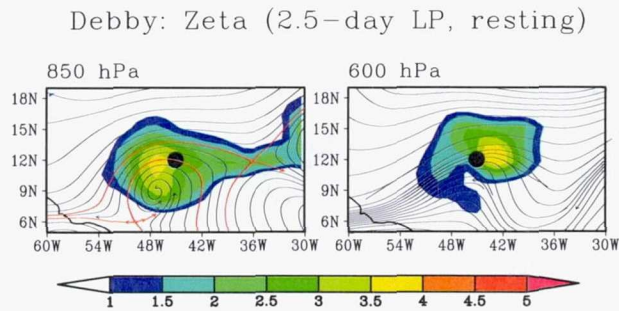 Debby: Zeta (2.5-day LP, resting)
850 hPa
600 hPa
18N
15N
12N
9N
6N
60W 54W 48W 42W 36W 30W
18N
15N
12N
9N
6N
60W 54W 48W 42W 36W 30W
1 1.5 2 2.5 3 3.5 4 4.5 5